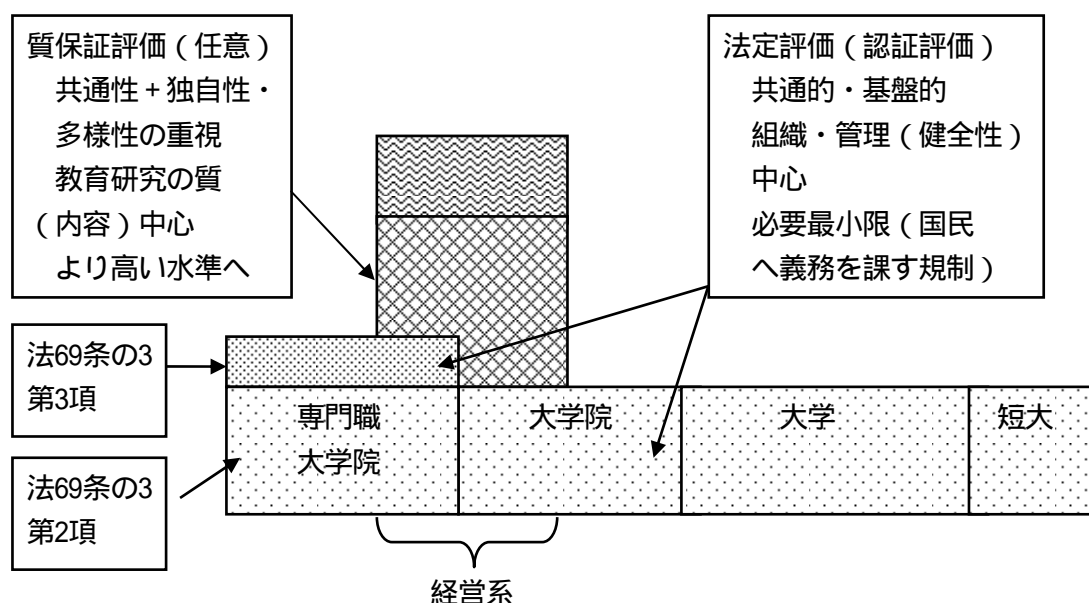 質保証評価（任意）
共通性＋独自性・
多様性の重視
教育研究の質
（内容）中心
より高い水準へ
法定評価（認証評価）
共通的・基盤的
組織・管理（健全性）
中心
必要最小限（国民
へ義務を課す規制）
法69条の3
第3項
専門職
大学院
大学院
大学
短大
法69条の3
第2項
経営系